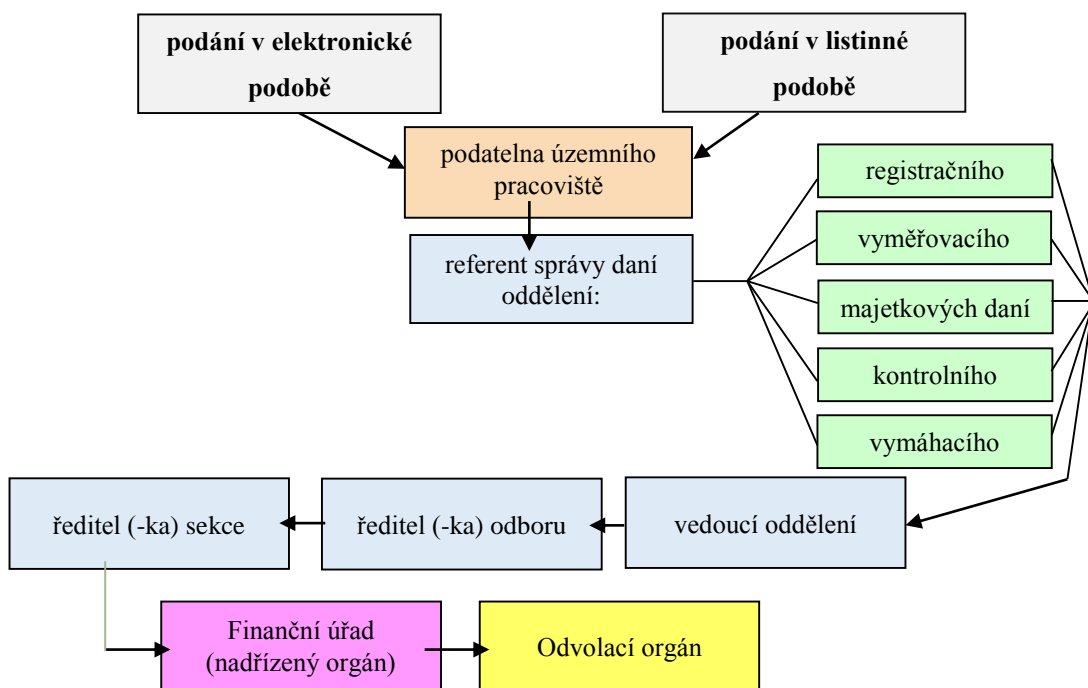 podání v elektronické
podobě
podání v listinné
podobě
podatelna územního
pracoviště
referent správy daní
oddělení:
registračního
vyměřovacího
majetkových daní
kontrolního
vymáhacího
vedoucí oddělení
ředitel (-ka) odboru
ředitel (-ka) sekce
Finanční úřad
(nadřízený orgán)
Odvolací orgán